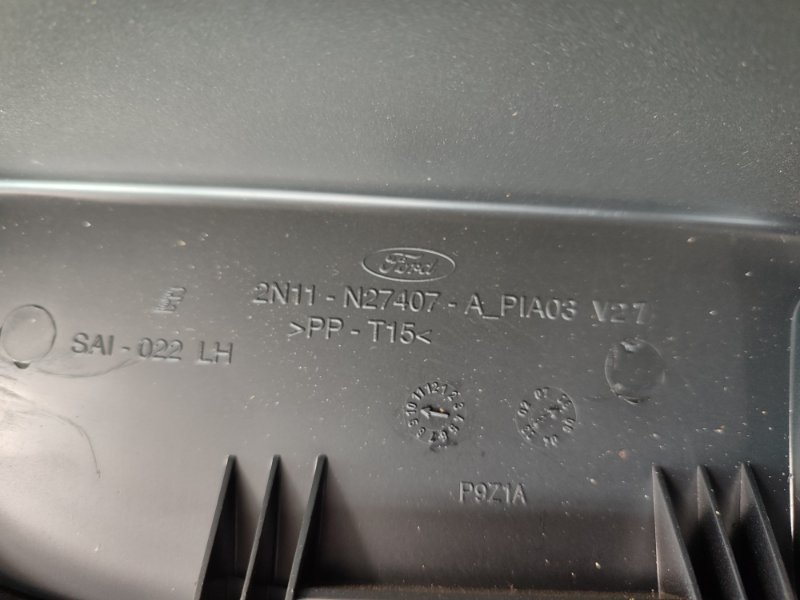 Ford
2N11 - N27407 - A_PIA03 V27
>PP - T15<
SAI - 022 LH
P9Z1A